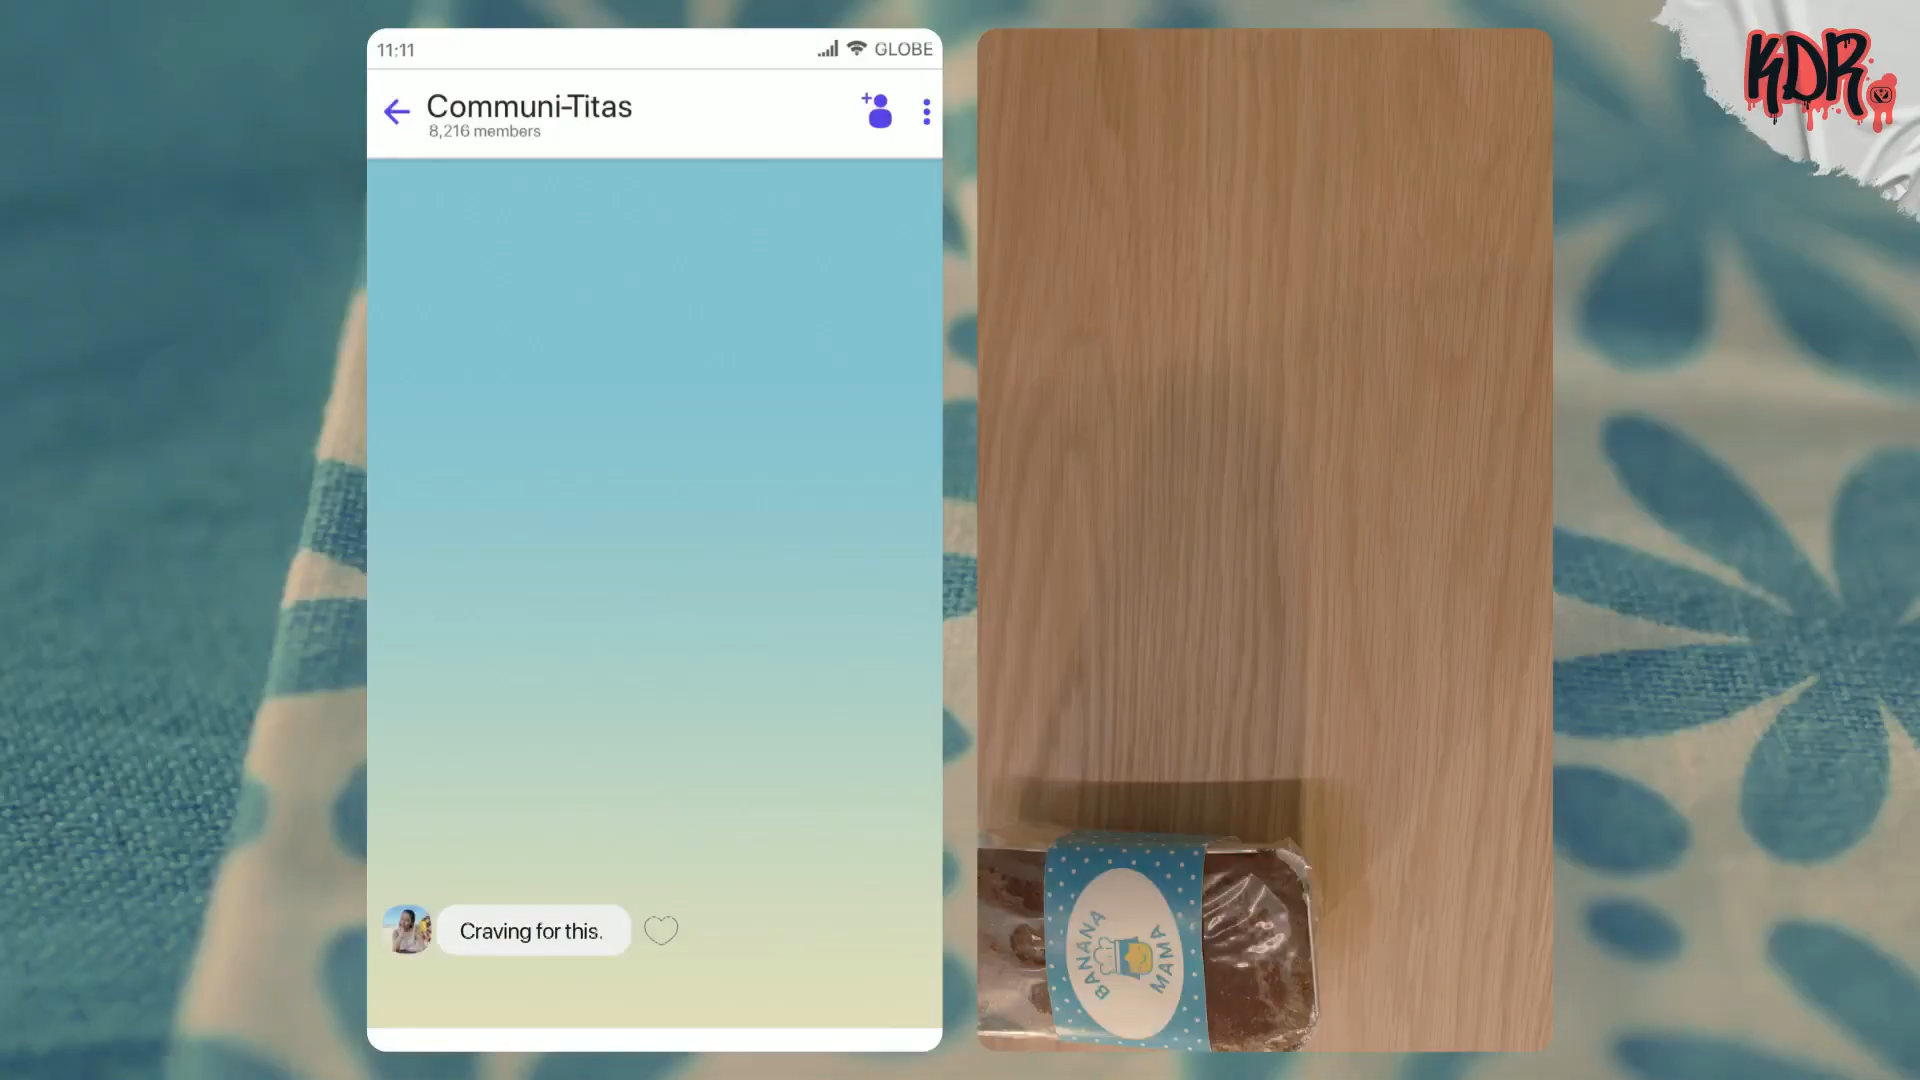 11:11
GLOBE
Communi-Titas
8,216 members
Craving for this.
BANANA
MAMA
KDR.